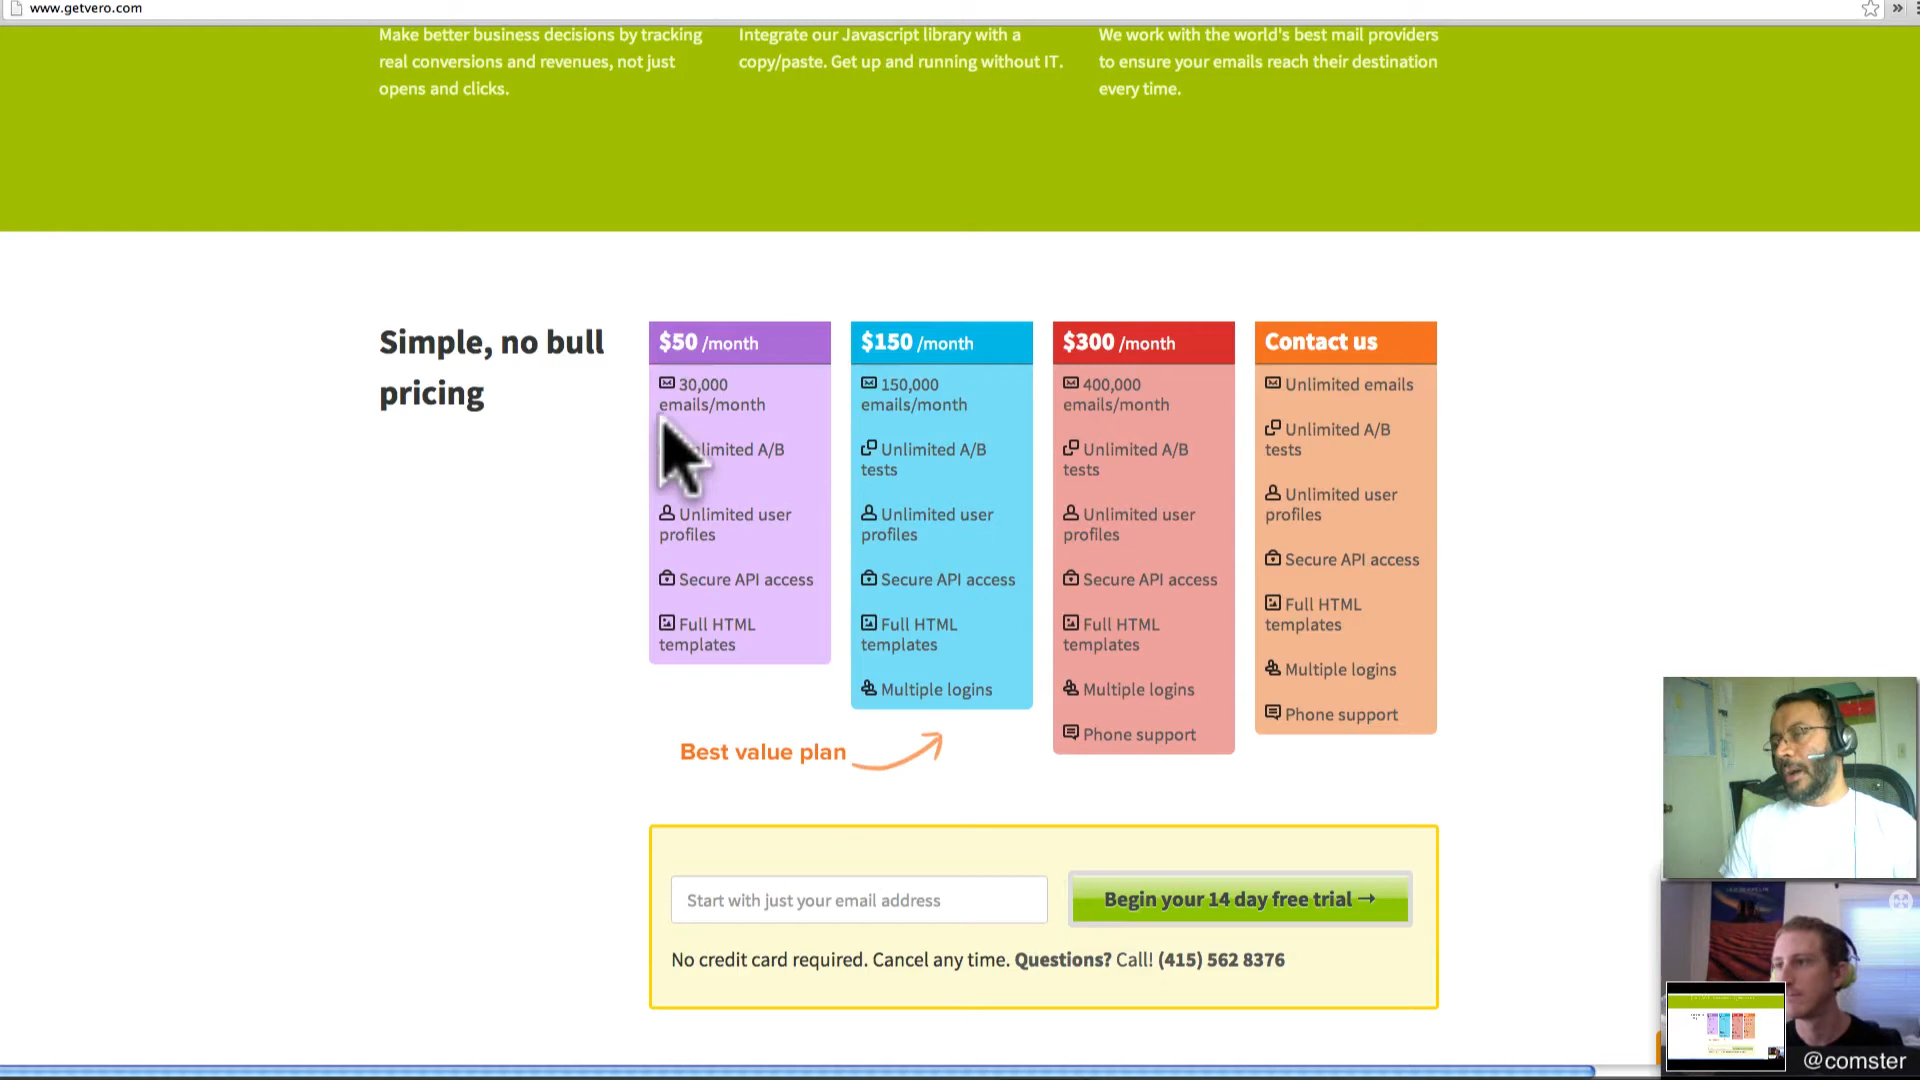 www.getvero.com
Make better business decisions by tracking
real conversions and revenues, not just
opens and clicks.
Integrate our Javascript library with a
copy/paste. Get up and running without IT.
We work with the world's best mail providers
to ensure your emails reach their destination
every time.
Simple, no bull
pricing
$50 /month
30,000
emails/month
Unlimited A/B
Unlimited user
profiles
Secure API access
Full HTML
templates
$150 /month
150,000
emails/month
Unlimited A/B
tests
Unlimited user
profiles
Secure API access
Full HTML
templates
Multiple logins
$300 /month
400,000
emails/month
Unlimited A/B
tests
Unlimited user
profiles
Secure API access
Full HTML
templates
Multiple logins
Phone support
Contact us
Unlimited emails
Unlimited A/B
tests
Unlimited user
profiles
Secure API access
Full HTML
templates
Multiple logins
Phone support
Best value plan
Start with just your email address
Begin your 14 day free trial →
No credit card required. Cancel any time. Questions? Call! (415) 562 8376
@comster